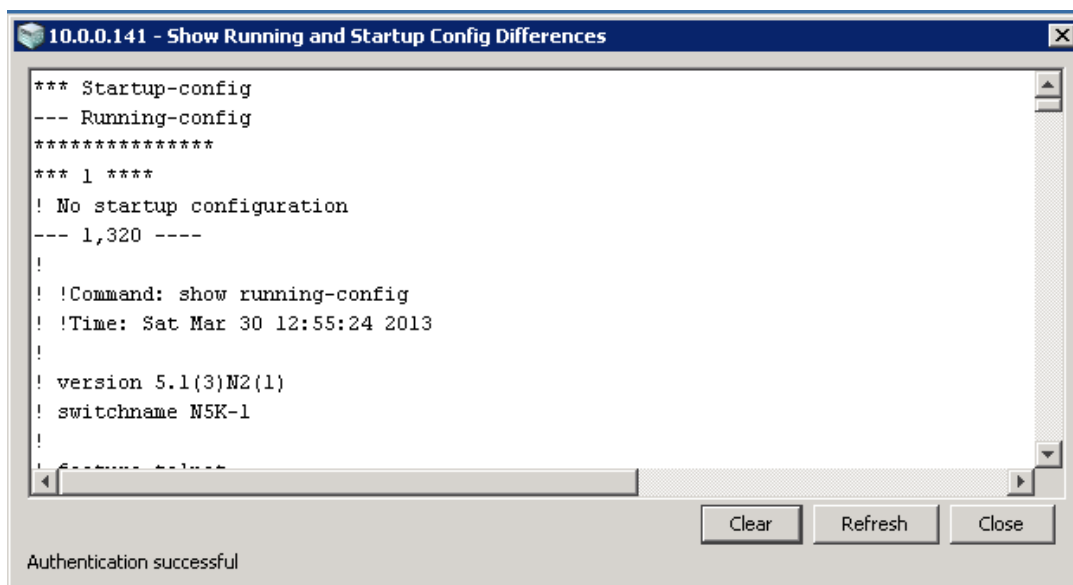 10.0.0.141 - Show Running and Startup Config Differences
*** Startup-config
--- Running-config
***************
*** 1 ****
! No startup configuration
--- 1,320 ----
!
! !Command: show running-config
! !Time: Sat Mar 30 12:55:24 2013
!
! version 5.1(3)N2(1)
! switchname N5K-1
!
! feature telnet
Clear Refresh Close
Authentication successful